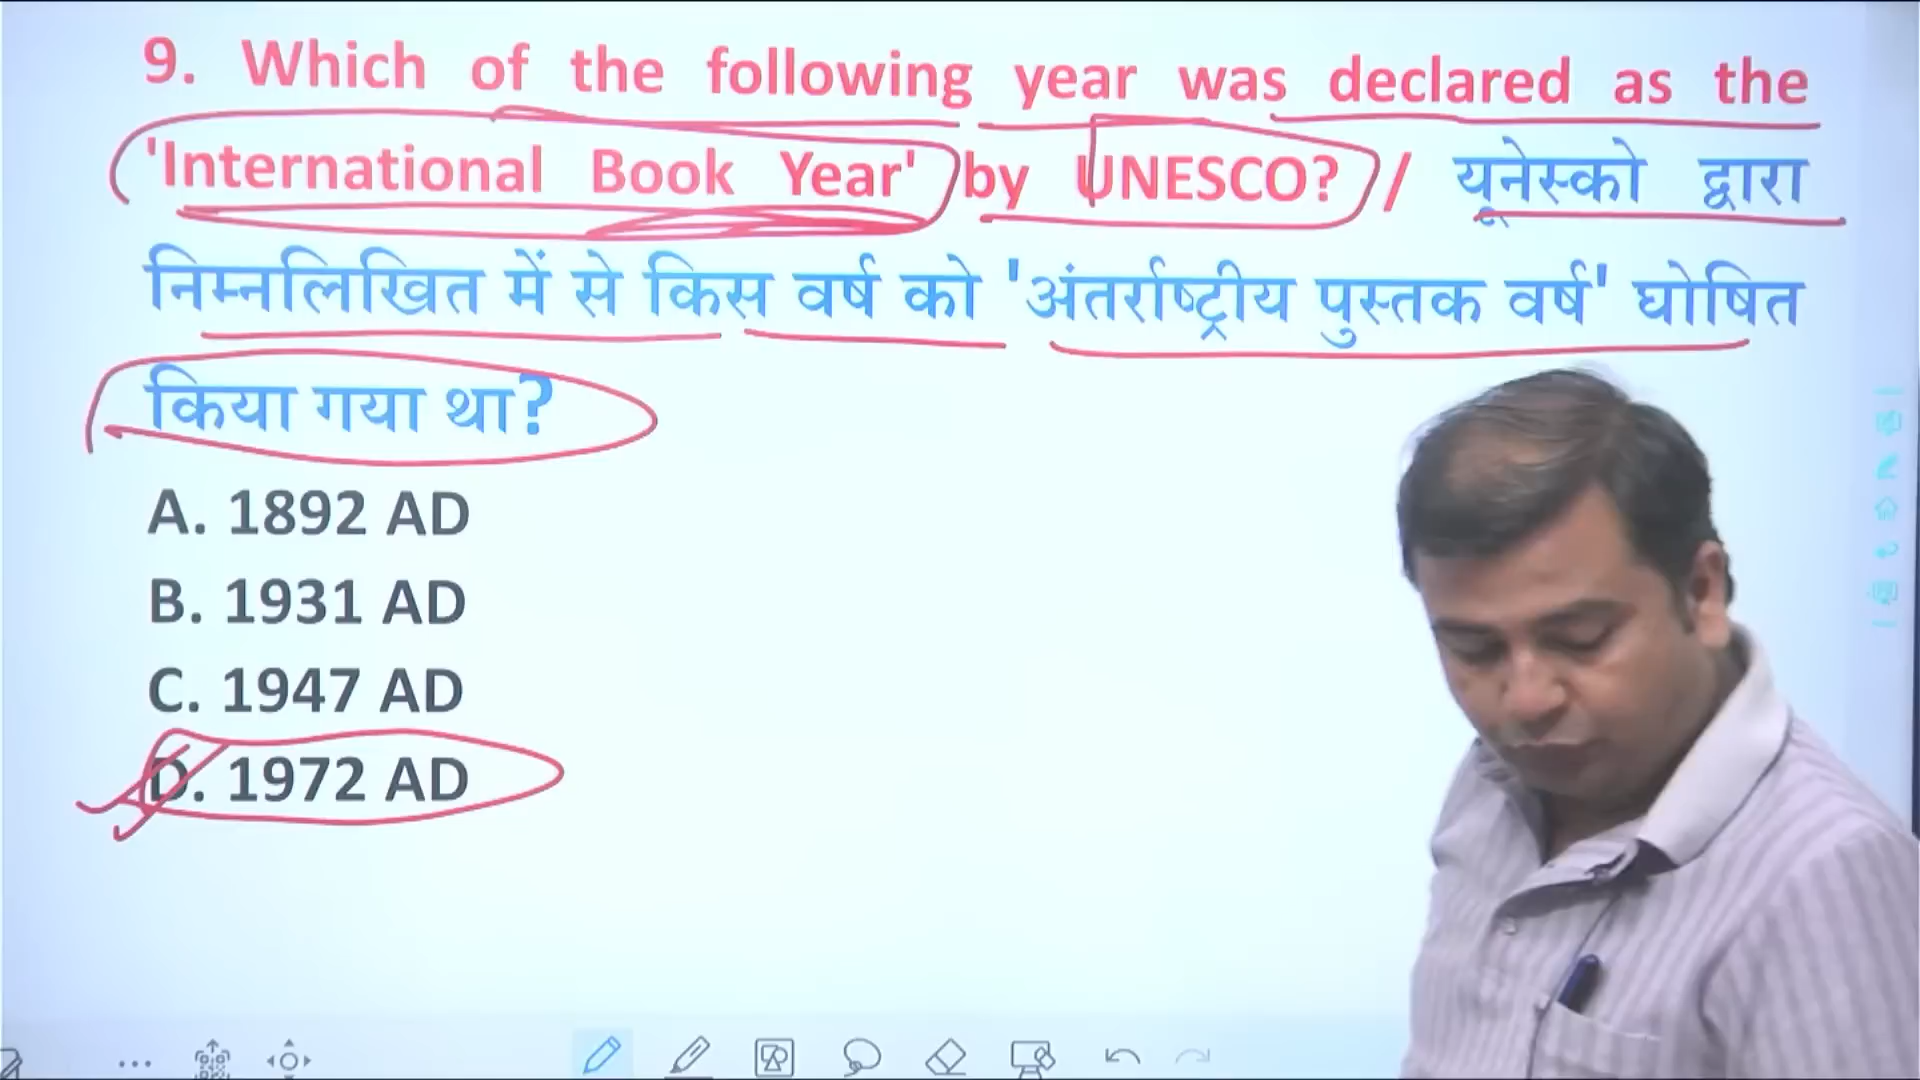 9. Which of the following year was declared as the
'International Book Year' by UNESCO? / यूनेस्को द्वारा
निम्नलिखित में से किस वर्ष को 'अंतर्राष्ट्रीय पुस्तक वर्ष' घोषित
किया गया था?
A. 1892 AD
B. 1931 AD
C. 1947 AD
D. 1972 AD